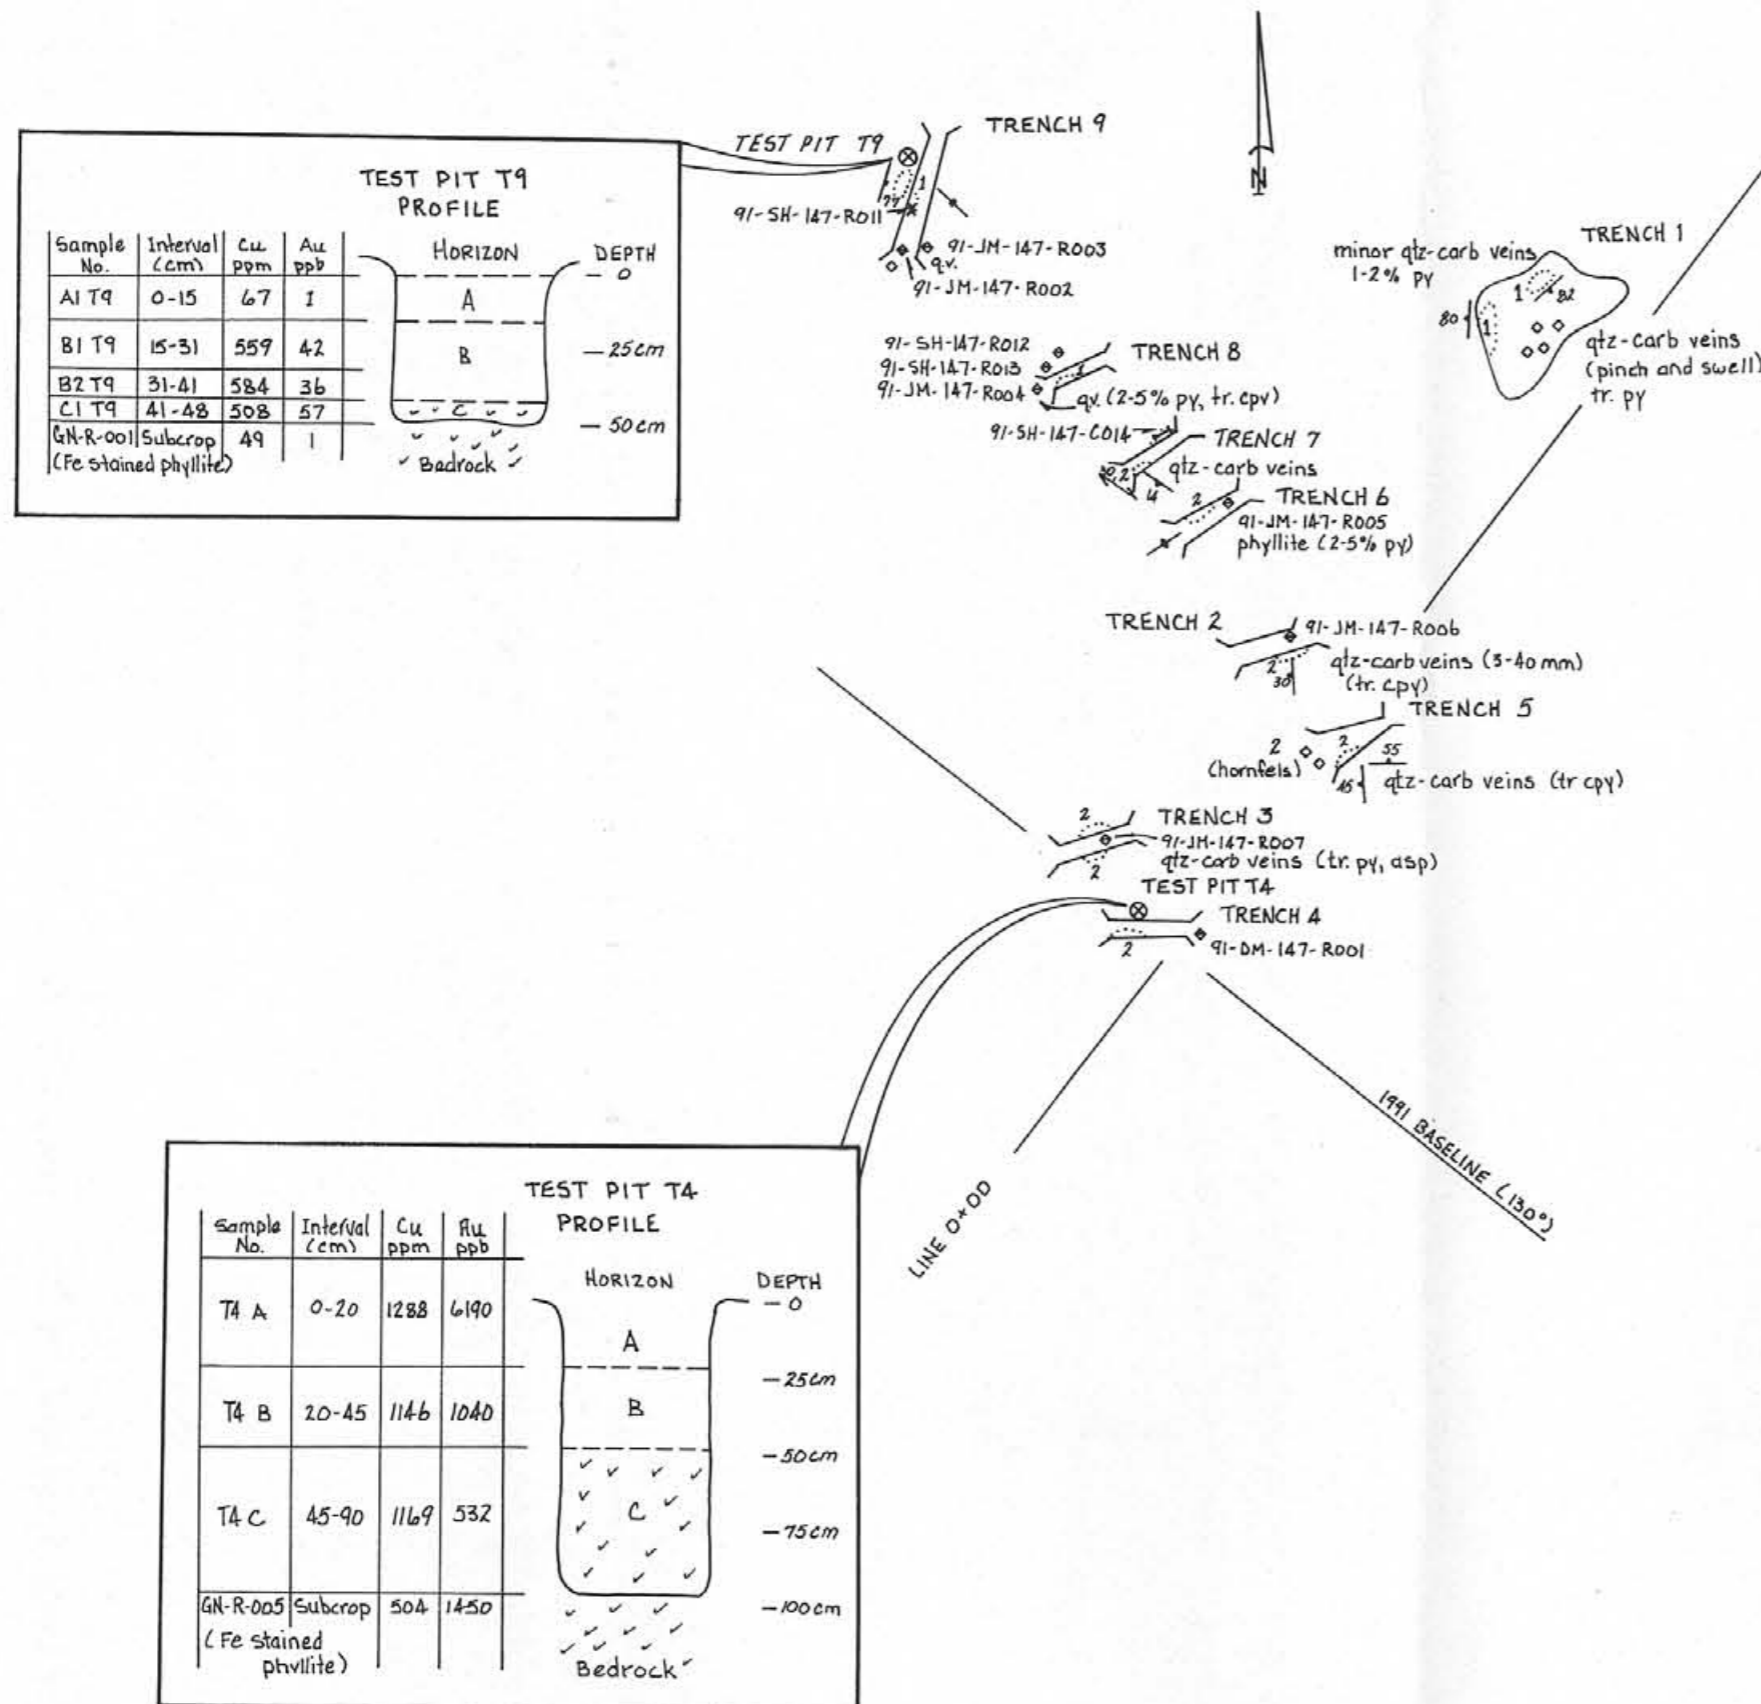 TEST PIT T9
PROFILE
Sample No. Interval (cm) Cu ppm Au ppb
HORIZON DEPTH
A1 T9 0-15 67 1
B1 T9 15-31 559 42
B2 T9 31-41 584 36
C1 T9 41-48 508 57
GN-R-001 Subcrop 49 1
(Fe stained phyllite)
0
A
B
25cm
C
50cm
Bedrock
TEST PIT T9
TRENCH 9
1
77
91-SH-147-R011
91-JM-147-R003
q.v.
91-JM-147-R002
N
TRENCH 1
minor qtz-carb veins
1-2% py
1
82
80
1
qtz-carb veins
(pinch and swell)
tr. py
91-SH-147-R012
91-SH-147-R013
91-JM-147-R004
TRENCH 8
1
qv. (2-5% py, tr. cpy)
91-SH-147-C014
TRENCH 7
qtz-carb veins
2
TRENCH 6
2
91-JM-147-R005
phyllite (2-5% py)
TRENCH 2
91-JM-147-R006
2
30
qtz-carb veins (3-40 mm)
(tr. cpy)
TRENCH 5
2
(hornfels)
2
55
45
qtz-carb veins (tr cpy)
2
TRENCH 3
91-JM-147-R007
qtz-carb veins (tr. py, asp)
2
TEST PIT T4
TRENCH 4
2
91-DM-147-R001
1991 BASELINE (130°)
LINE 0+00
TEST PIT T4
PROFILE
Sample No. Interval (cm) Cu ppm Au ppb
HORIZON DEPTH
T4 A 0-20 1288 6190
T4 B 20-45 1146 1040
T4 C 45-90 1169 532
GN-R-005 Subcrop 504 1450
(Fe stained
phyllite)
0
A
25cm
B
50cm
C
75cm
100cm
Bedrock